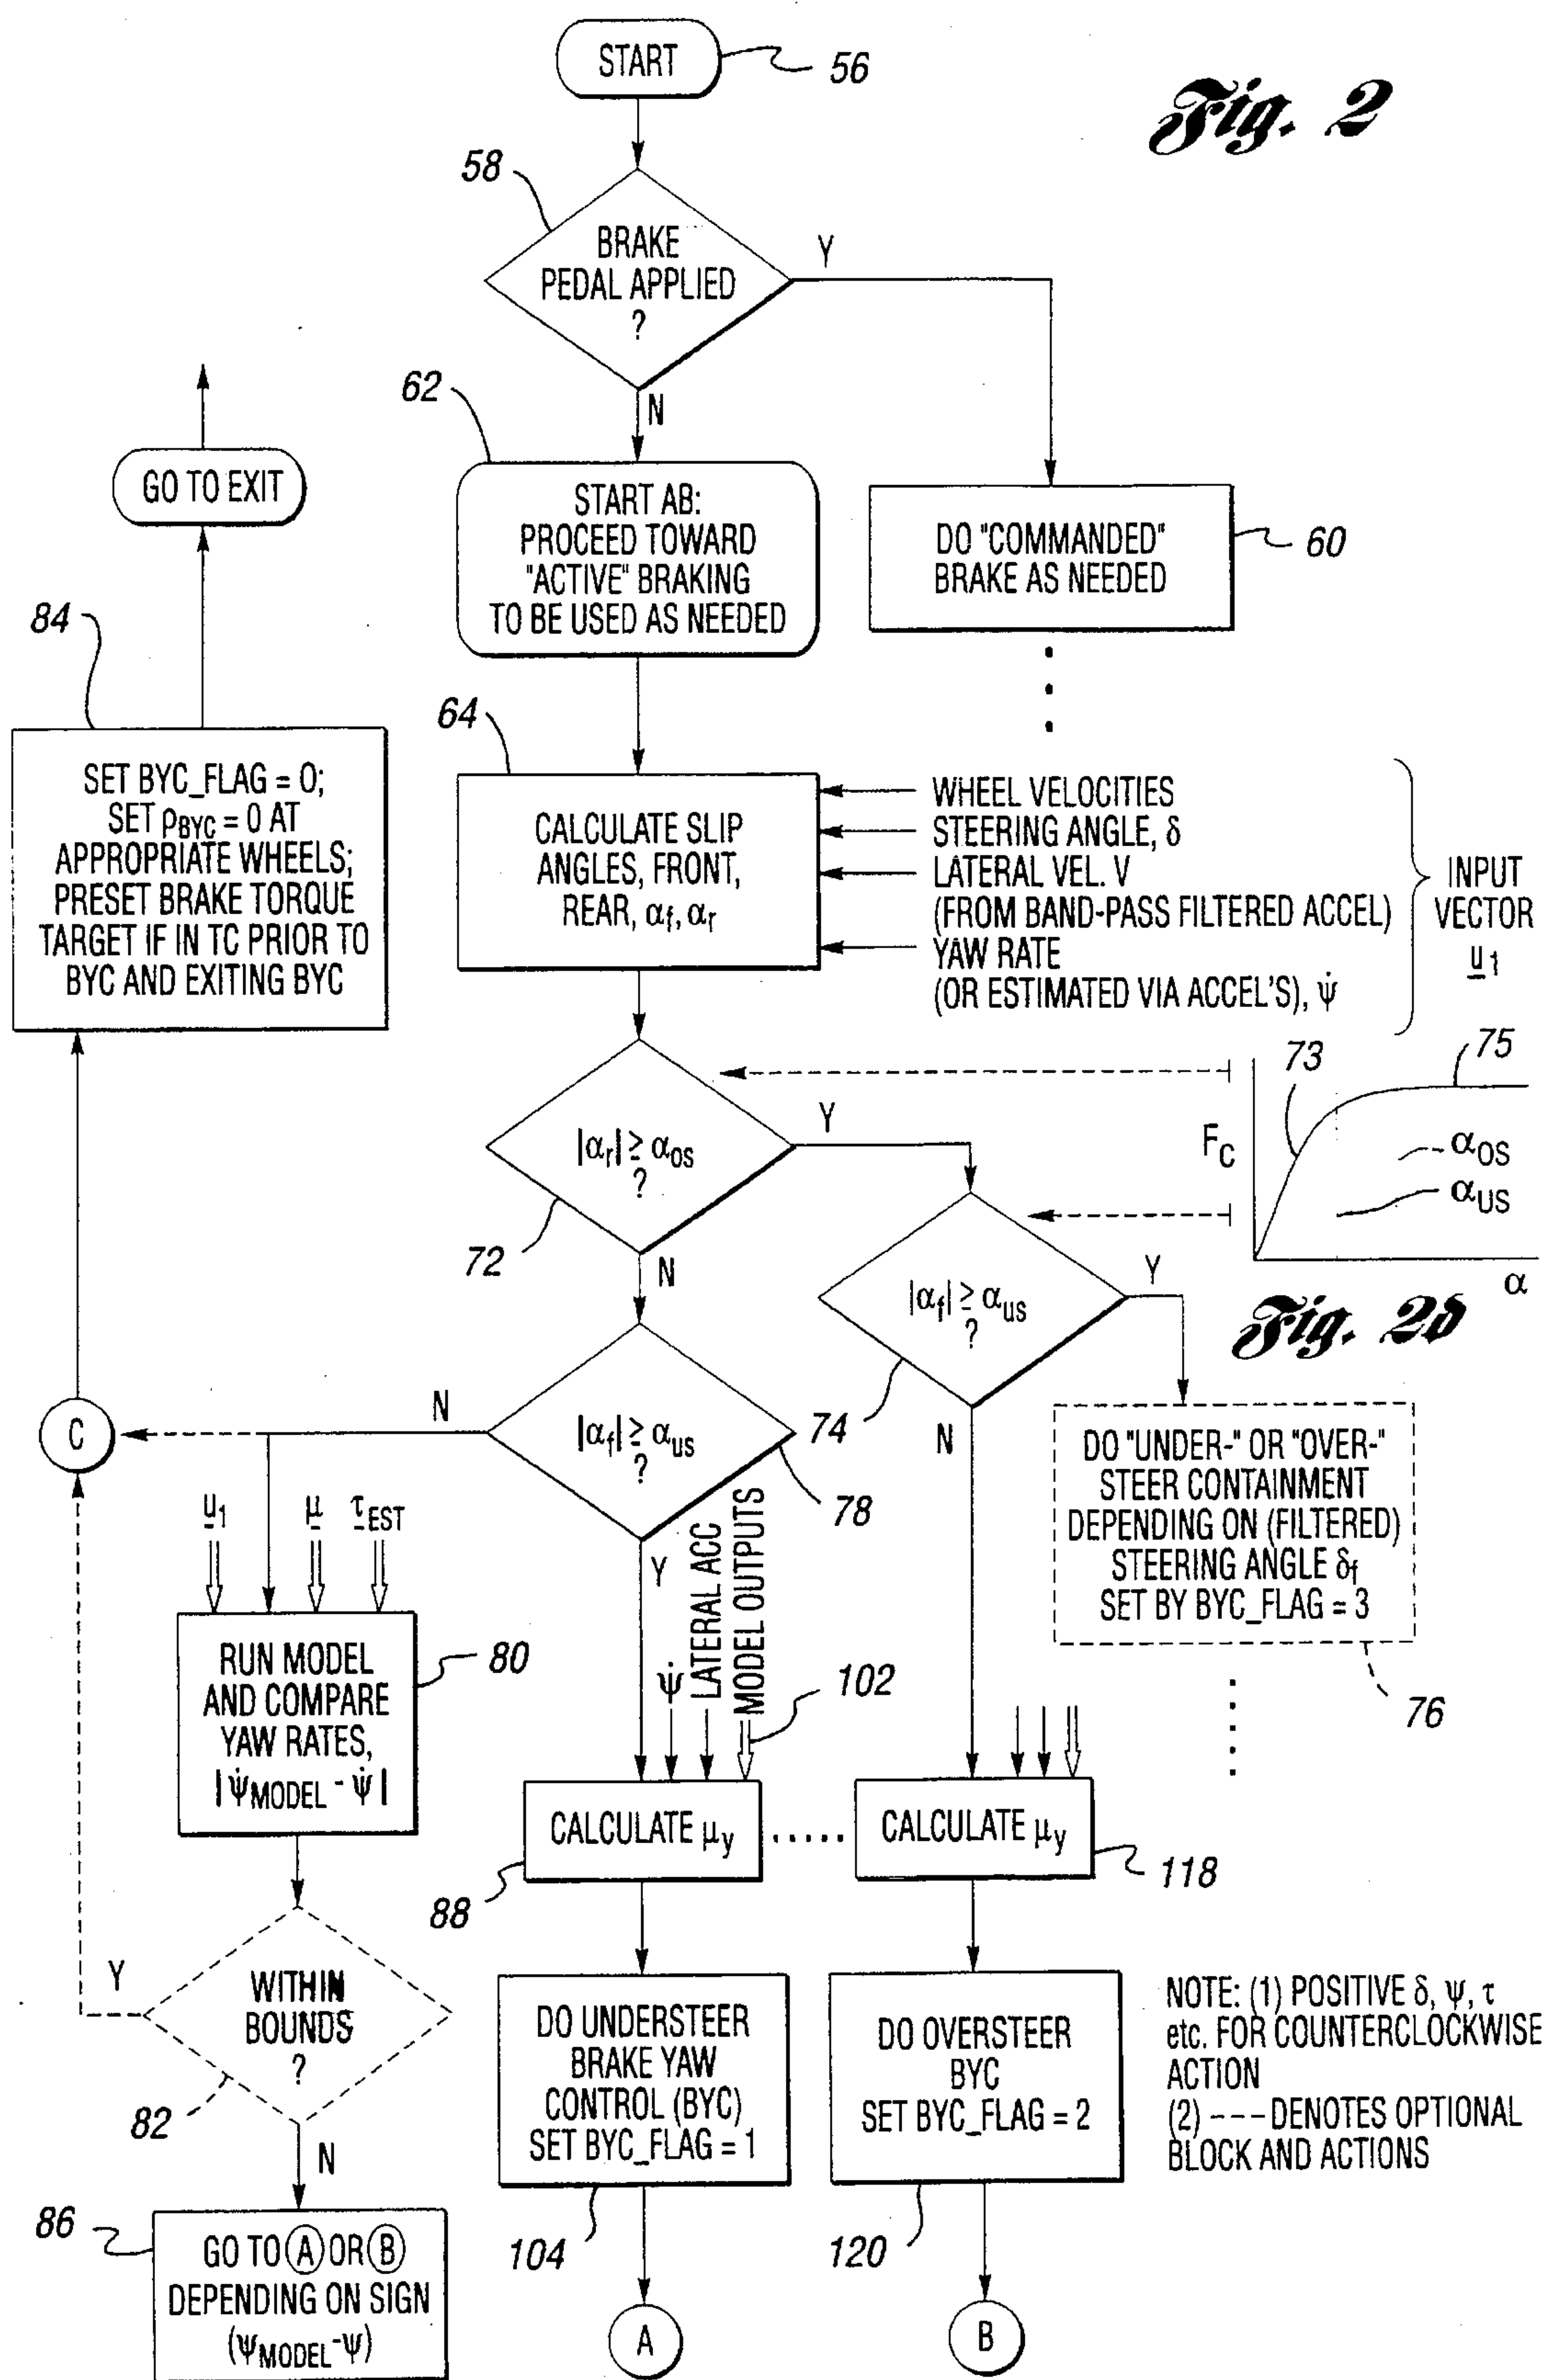 START
56
Fig. 2
58
BRAKE
PEDAL APPLIED
?
Y
N
62
START AB:
PROCEED TOWARD
"ACTIVE" BRAKING
TO BE USED AS NEEDED
DO "COMMANDED"
BRAKE AS NEEDED
60
GO TO EXIT
84
SET BYC_FLAG = 0;
SET ρBYC = 0 AT
APPROPRIATE WHEELS;
PRESET BRAKE TORQUE
TARGET IF IN TC PRIOR TO
BYC AND EXITING BYC
64
CALCULATE SLIP
ANGLES, FRONT,
REAR, αf, αr
WHEEL VELOCITIES
STEERING ANGLE, δ
LATERAL VEL. V
(FROM BAND-PASS FILTERED ACCEL)
YAW RATE
(OR ESTIMATED VIA ACCEL'S), ψ̇
INPUT
VECTOR
u1
|αr| ≥ αos
?
72
Y
N
73
75
FC
αOS
αUS
α
Fig. 2b
|αf| ≥ αus
?
74
Y
N
DO "UNDER-" OR "OVER-"
STEER CONTAINMENT
DEPENDING ON (FILTERED)
STEERING ANGLE δf
SET BY BYC_FLAG = 3
76
|αf| ≥ αus
?
78
N
Y
C
u1
μ
τEST
RUN MODEL
AND COMPARE
YAW RATES,
|ψ̇MODEL - ψ̇|
80
ψ̇
LATERAL ACC
MODEL OUTPUTS
102
CALCULATE μy
88
.....
CALCULATE μy
118
WITHIN
BOUNDS
?
82
Y
N
DO UNDERSTEER
BRAKE YAW
CONTROL (BYC)
SET BYC_FLAG = 1
104
DO OVERSTEER
BYC
SET BYC_FLAG = 2
120
NOTE: (1) POSITIVE δ, ψ, τ
etc. FOR COUNTERCLOCKWISE
ACTION
(2) --- DENOTES OPTIONAL
BLOCK AND ACTIONS
86
GO TO A OR B
DEPENDING ON SIGN
(ψMODEL-ψ)
A
B